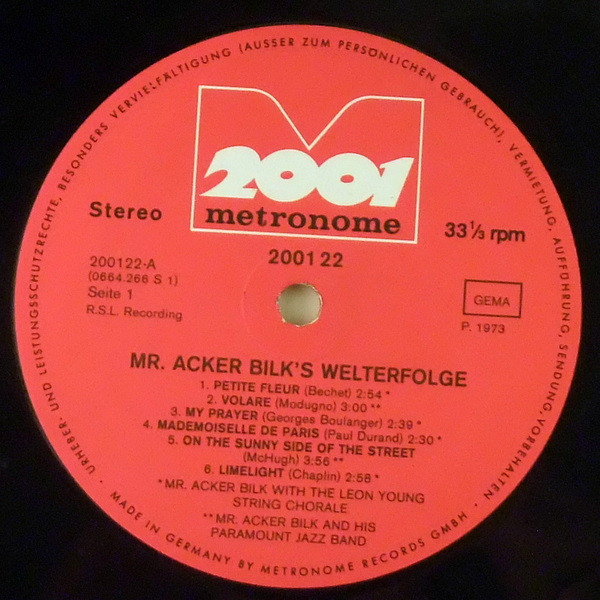 URHEBER- UND LEISTUNGSSCHUTZRECHTE, BESONDERS VERVIELFÄLTIGUNG (AUSSER ZUM PERSÖNLICHEN GEBRAUCH), VERMIETUNG, AUFFÜHRUNG, SENDUNG, VORBEHALTEN •
2001
metronome
Stereo
33 1/3 rpm
200122
200122-A
(0664.266 S 1)
Seite 1
R.S.L. Recording
GEMA
P. 1973
MR. ACKER BILK'S WELTERFOLGE
1. PETITE FLEUR (Bechet) 2:54 *
2. VOLARE (Modugno) 3:00 **
3. MY PRAYER (Georges Boulanger) 2:39 *
4. MADEMOISELLE DE PARIS (Paul Durand) 2:30 *
5. ON THE SUNNY SIDE OF THE STREET
(McHugh) 3:56 **
6. LIMELIGHT (Chaplin) 2:58 *
*MR. ACKER BILK WITH THE LEON YOUNG
STRING CHORALE
**MR. ACKER BILK AND HIS
PARAMOUNT JAZZ BAND
MADE IN GERMANY BY METRONOME RECORDS GMBH •